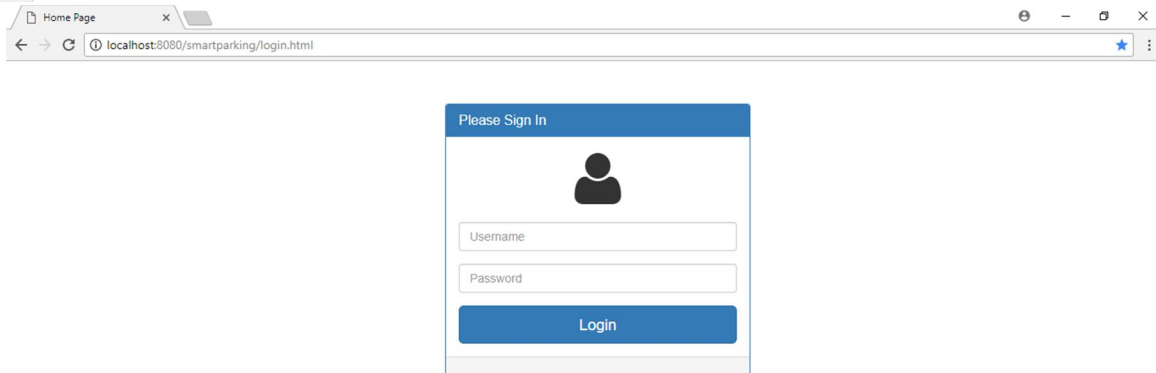 Home Page
localhost:8080/smartparking/login.html
Please Sign In
Username
Password
Login